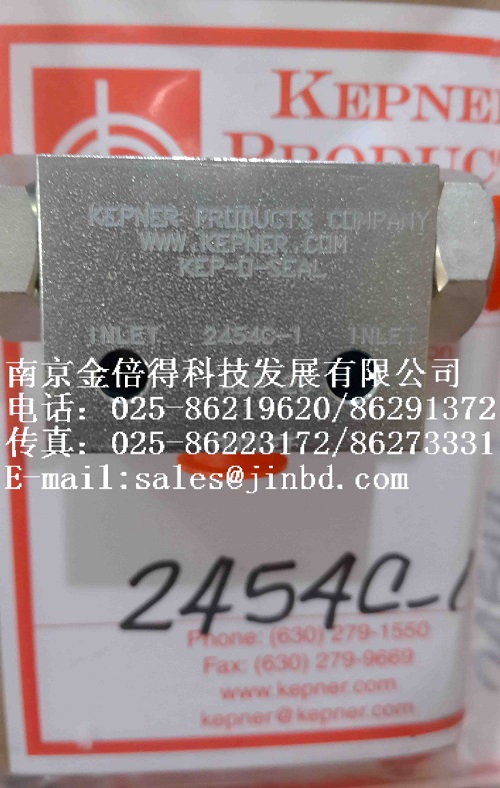 KEPNER
PRODUCTS
KEPNER PRODUCTS COMPANY
WWW.KEPNER.COM
KEP-O-SEAL
INLET 2454C-1 INLET
南京金倍得科技发展有限公司
电话：025-86219620/86291372
传真：025-86223172/86273331
E-mail:sales@jinbd.com
2454C-1
Phone: (630) 279-1550
Fax: (630) 279-9669
www.kepner.com
kepner@kepner.com